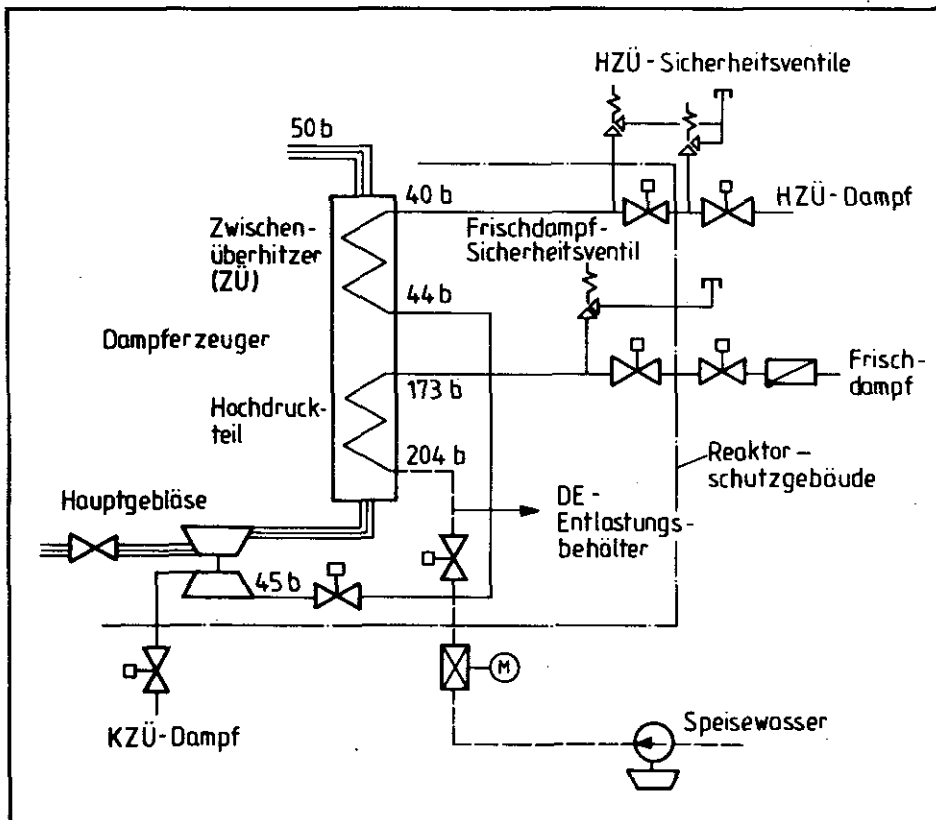 HZÜ-Sicherheitsventile
50 b
40 b
HZÜ-Dampf
Zwischen-
überhitzer
(ZÜ)
Frischdampf-
Sicherheitsventil
44 b
Dampferzeuger
Frisch-
dampf
173 b
Hochdruck-
teil
204 b
Reaktor-
schutzgebäude
Hauptgebläse
DE-
Entlastungs-
behälter
45 b
M
KZÜ-Dampf
Speisewasser